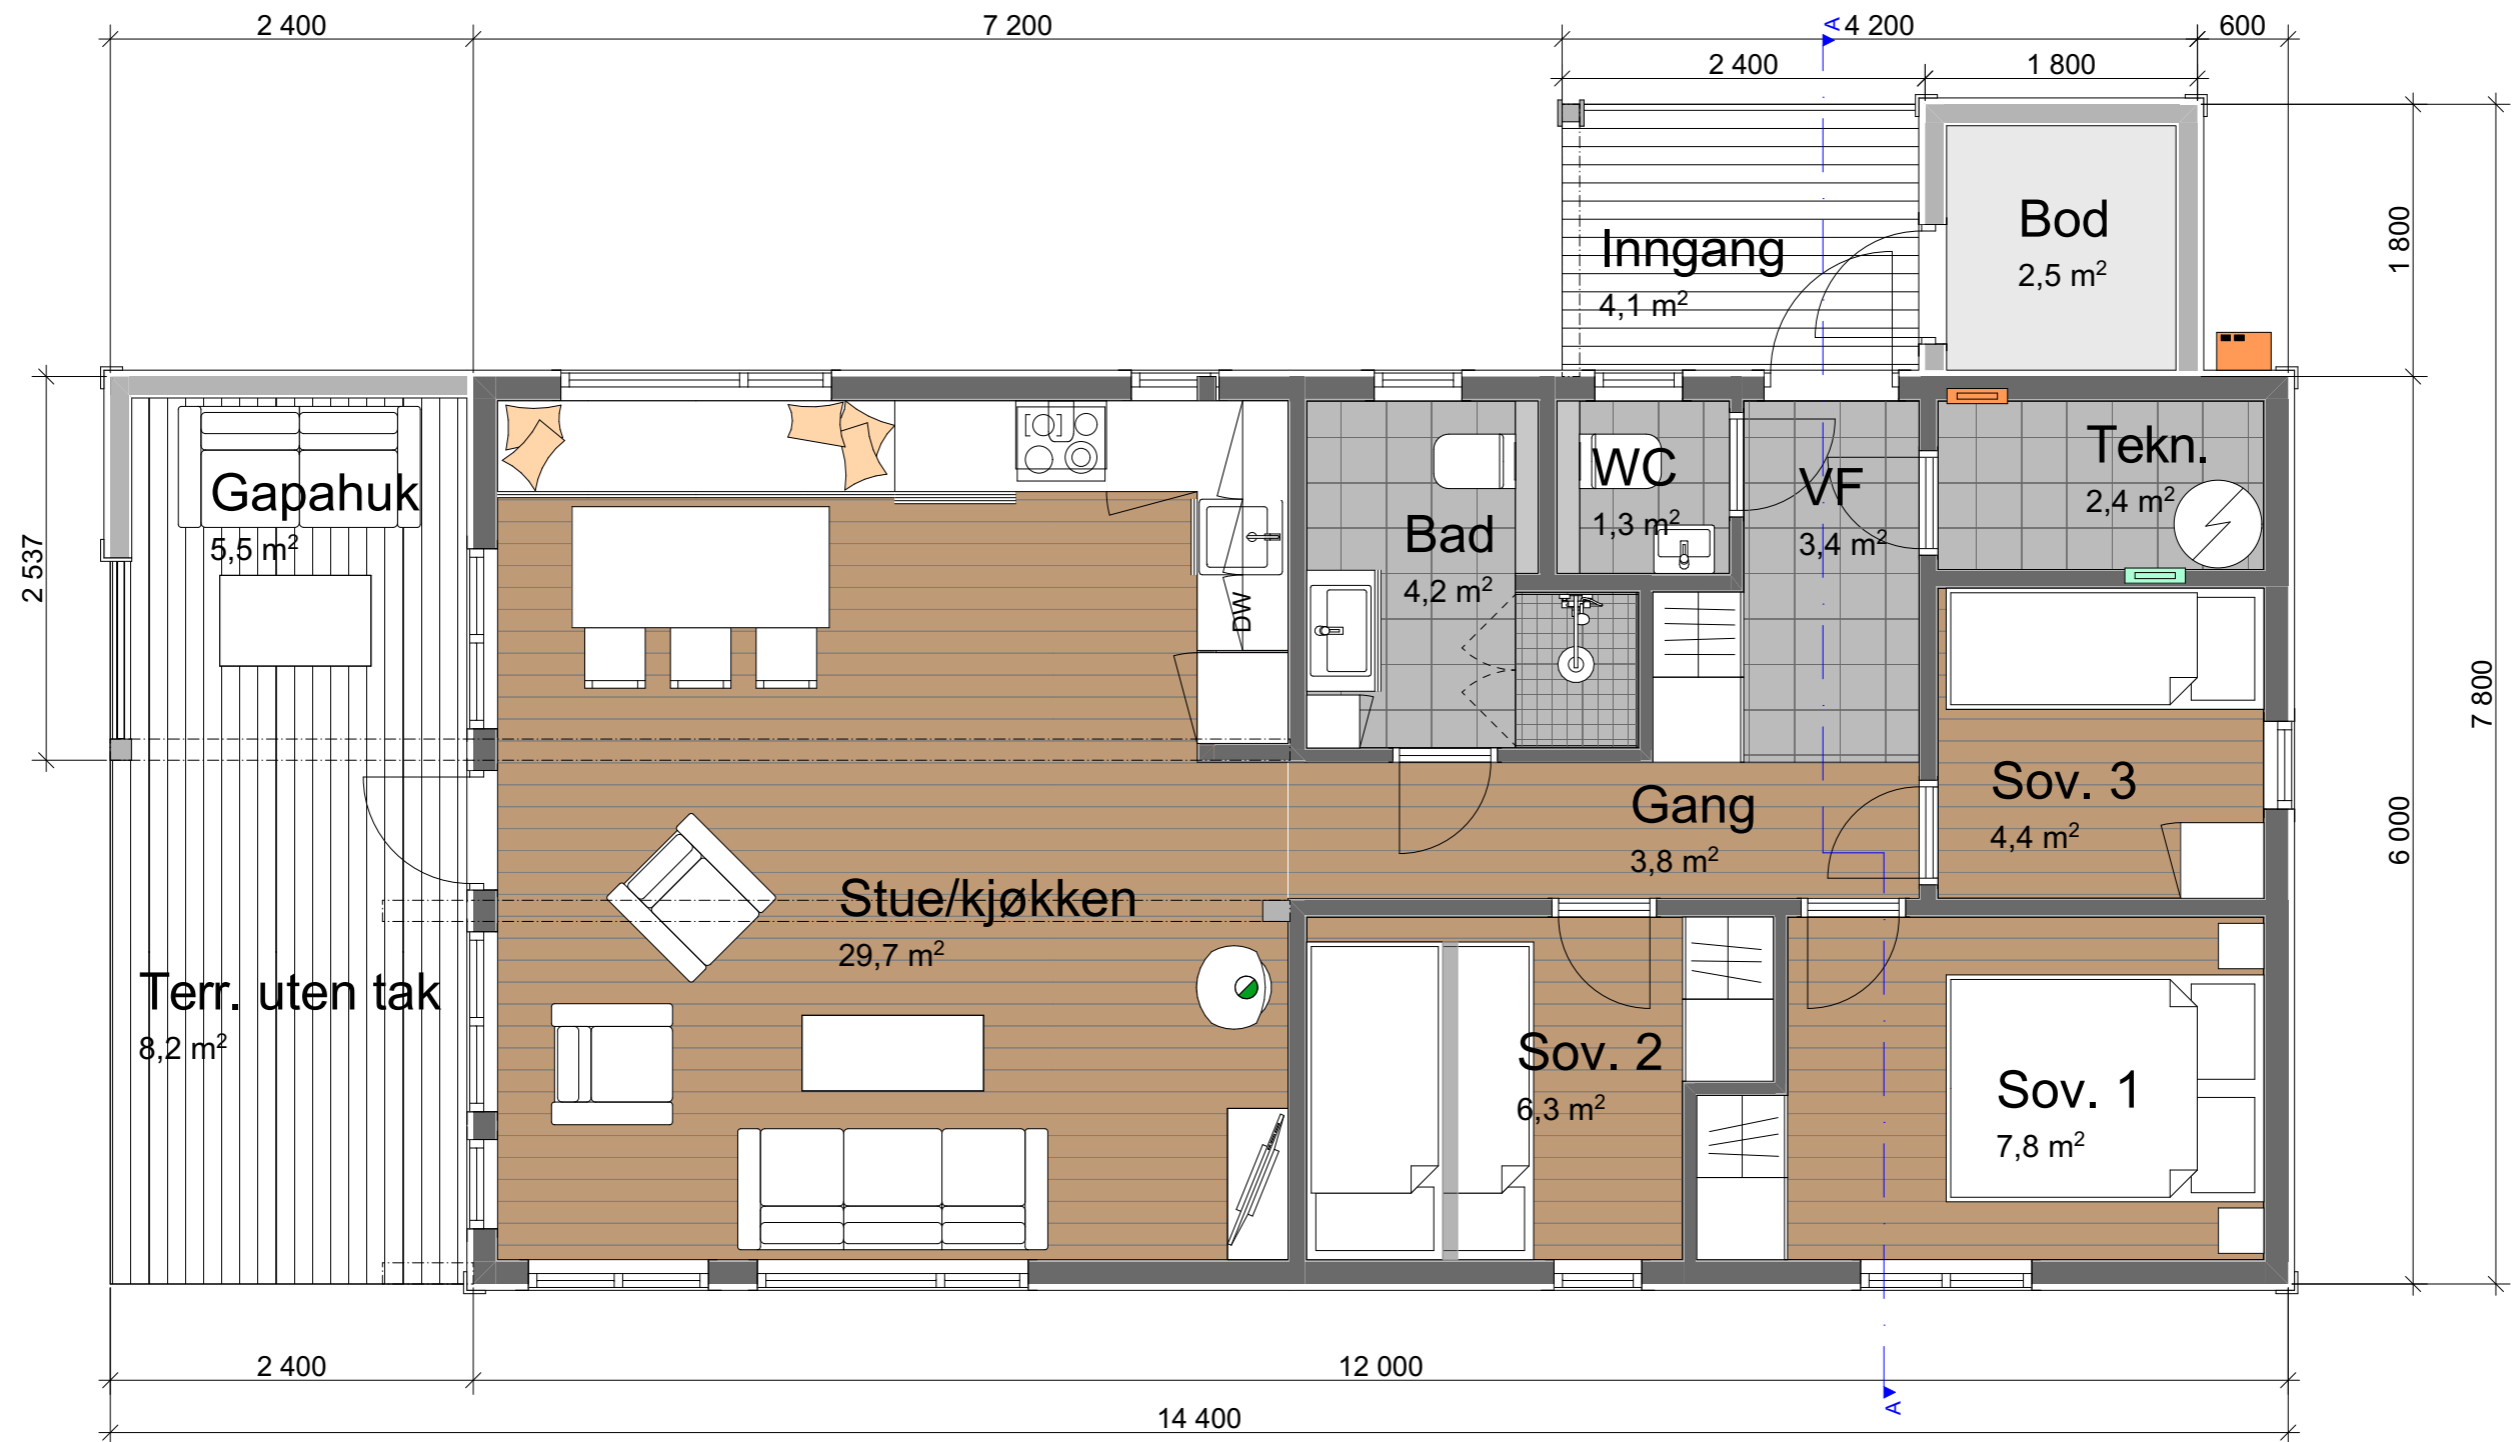 2 400
7 200
A
4 200
600
2 400
1 800
Bod
2,5 m²
Inngang
4,1 m²
1 800
Gapahuk
5,5 m²
2 537
WC
1,3 m²
VF
3,4 m²
Tekn.
2,4 m²
Bad
4,2 m²
DW
7 800
Sov. 3
4,4 m²
Gang
3,8 m²
6 000
Stue/kjøkken
29,7 m²
Terr. uten tak
8,2 m²
Sov. 2
6,3 m²
Sov. 1
7,8 m²
2 400
12 000
A
14 400